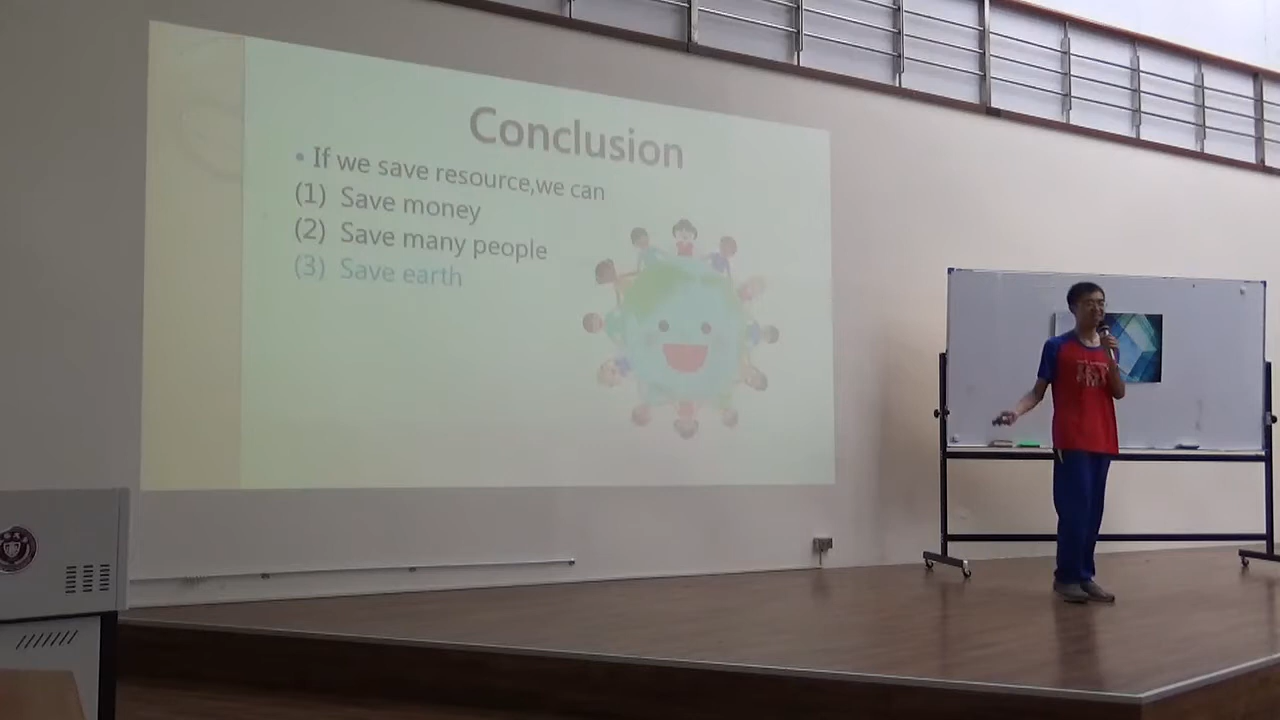 Conclusion
• If we save resource,we can
(1) Save money
(2) Save many people
(3) Save earth